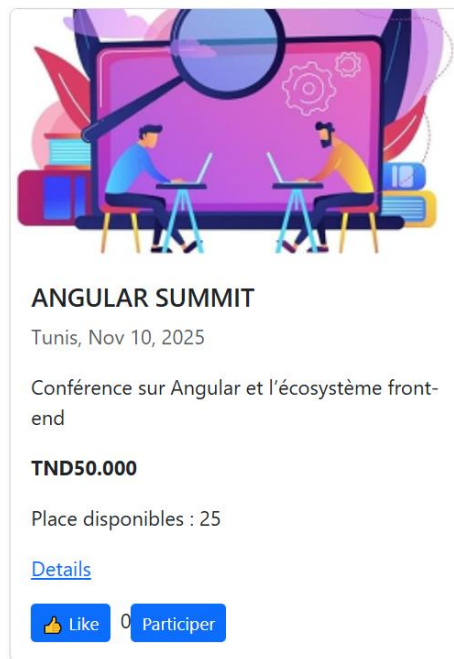 ANGULAR SUMMIT
Tunis, Nov 10, 2025
Conférence sur Angular et l’écosystème front-
end
TND50.000
Place disponibles : 25
Details
👍 Like 0 Participer